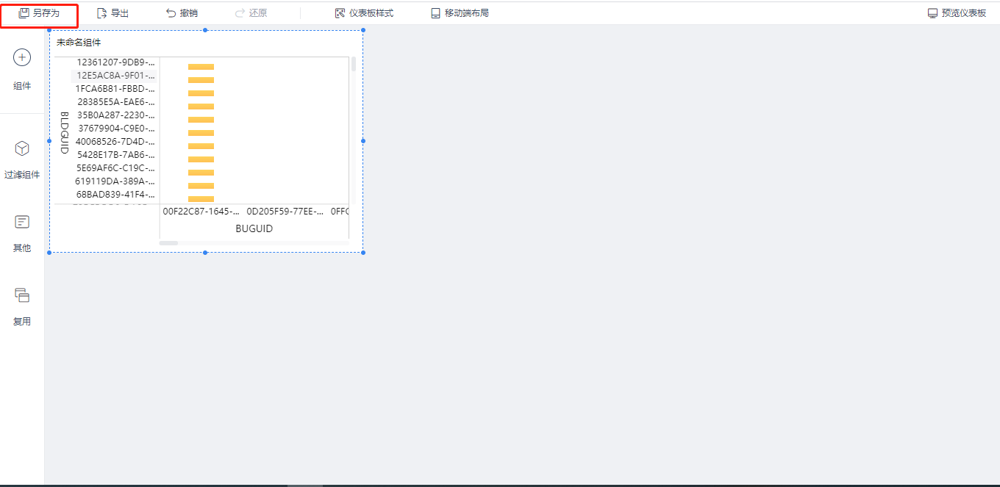 另存为
导出
撤销
还原
仪表板样式
移动端布局
预览仪表板
组件
过滤组件
其他
复用
未命名组件
BLDGUID
12361207-9DB9-...
12E5AC8A-9F01-...
1FCA6B81-FBBD-...
28385E5A-EAE6-...
35B0A287-2230-...
37679904-C9E0-...
40068526-7D4D-...
5428E17B-7AB6-...
5E69AF6C-C19C-...
619119DA-389A-...
68BAD839-41F4-...
00F22C87-1645-...
0D205F59-77EE-...
0FFC
BUGUID